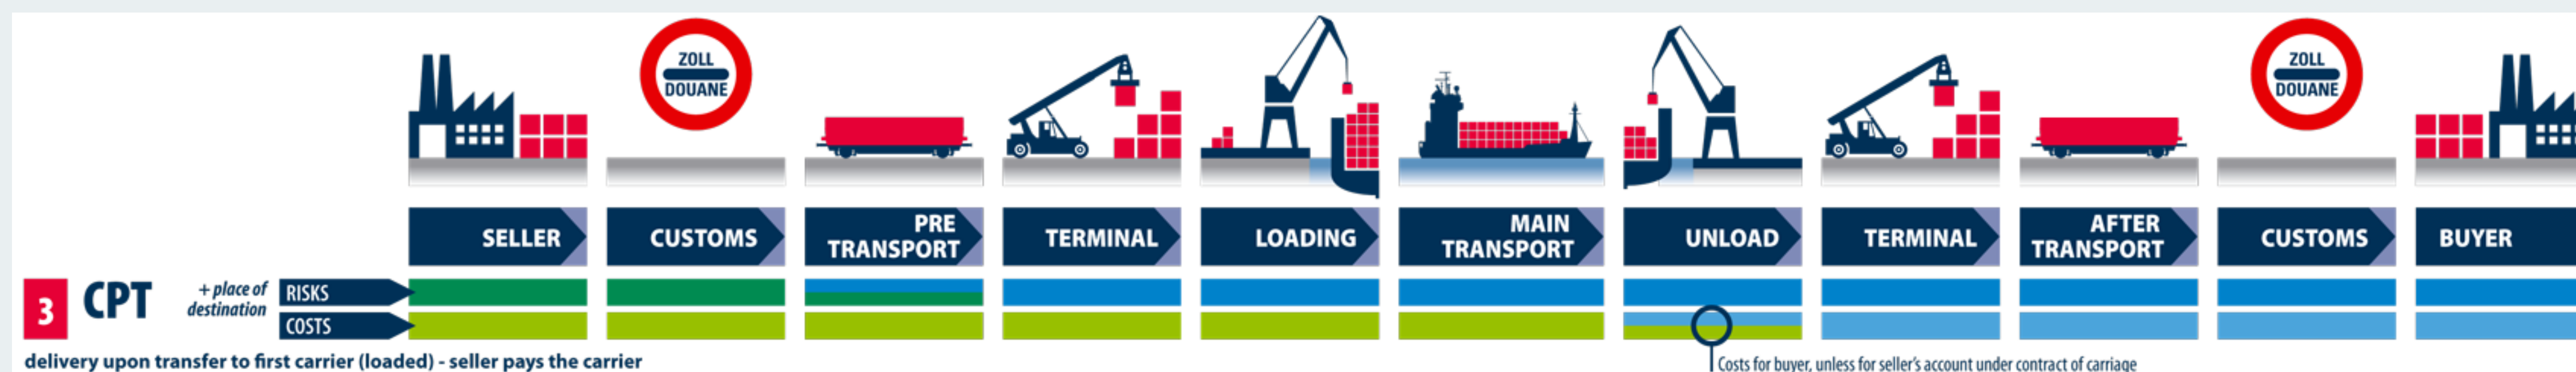 ZOLL
DOUANE
ZOLL
DOUANE
SELLER
CUSTOMS
PRE
TRANSPORT
TERMINAL
LOADING
MAIN
TRANSPORT
UNLOAD
TERMINAL
AFTER
TRANSPORT
CUSTOMS
BUYER
3
CPT
+ place of
destination
RISKS
COSTS
delivery upon transfer to first carrier (loaded) - seller pays the carrier
Costs for buyer, unless for seller's account under contract of carriage